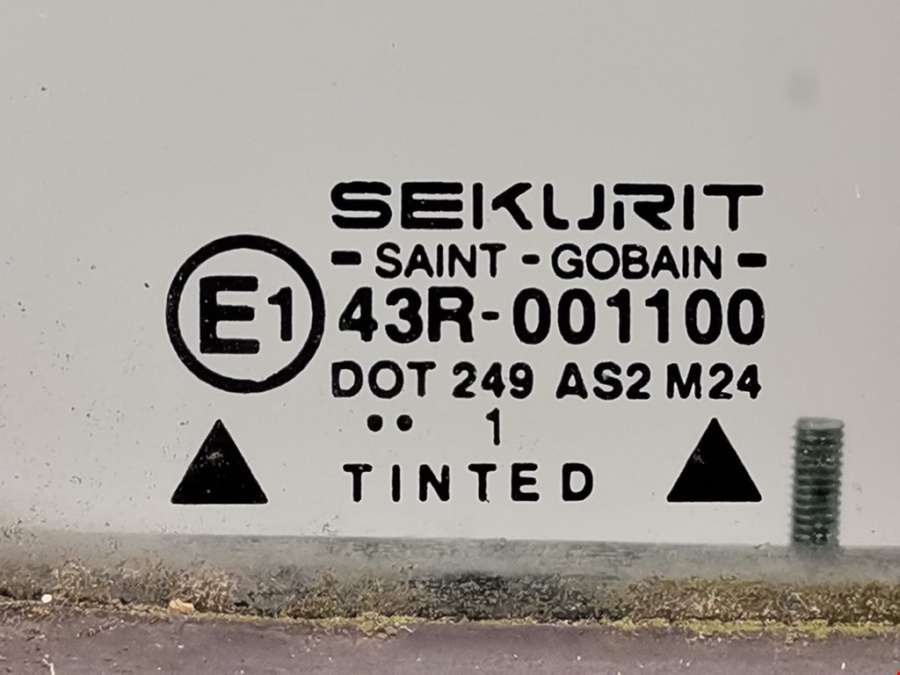 SEKURIT
- SAINT - GOBAIN -
E1
43R-001100
DOT 249 AS2 M24
.. 1
TINTED